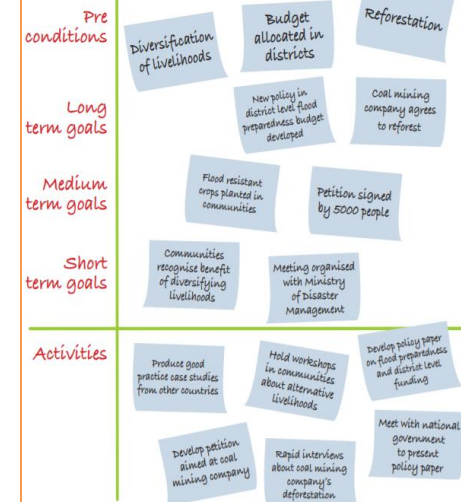 Pre
conditions
Diversification
of livelihoods
Budget
allocated in
districts
Reforestation
Long
term goals
New policy in
district level flood
preparedness budget
developed
Coal mining
company agrees
to reforest
Medium
term goals
Flood resistant
crops planted in
communities
Petition signed
by 5000 people
Short
term goals
Communities
recognise benefit
of diversifying
livelihoods
Meeting organised
with Ministry
of Disaster
Management
Activities
Produce good
practice case studies
from other countries
Hold workshops
in communities
about alternative
livelihoods
Develop policy paper
on flood preparedness
and district level
funding
Develop petition
aimed at coal
mining company
Rapid interviews
about coal mining
company's
deforestation
Meet with national
government
to present
policy paper